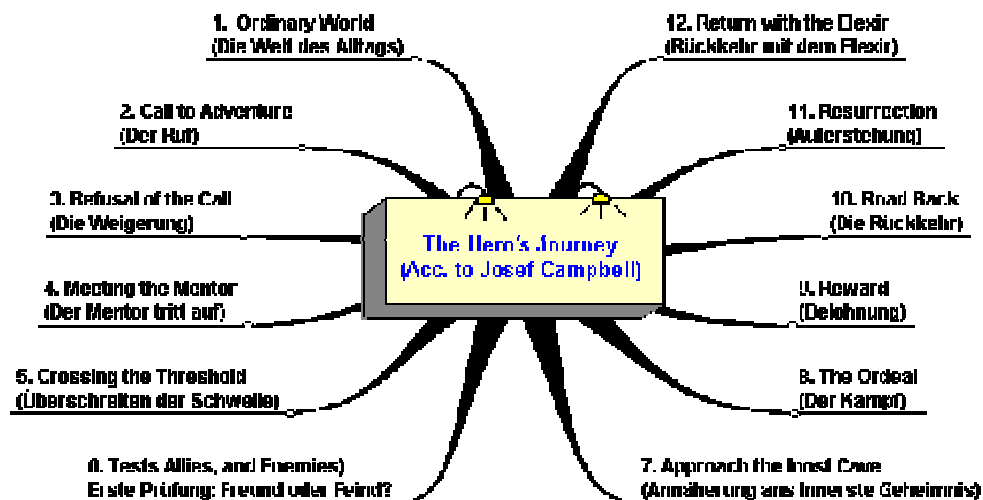 The Hero's Journey
(Acc. to Josef Campbell)
1. Ordinary World
(Die Welt des Alltags)
2. Call to Adventure
(Der Ruf)
3. Refusal of the Call
(Die Weigerung)
4. Meeting the Mentor
(Der Mentor tritt auf)
5. Crossing the Threshold
(Überschreiten der Schwelle)
6. Tests Allies, and Enemies)
Erste Prüfung: Freund oder Feind?
7. Approach the Inost Cave
(Annäherung ans Innerste Geheimnis)
8. The Ordeal
(Der Kampf)
9. Reward
(Belohnung)
10. Road Back
(Die Rückkehr)
11. Resurrection
(Auferstehung)
12. Return with the Elexir
(Rückkehr mit dem Elexir)